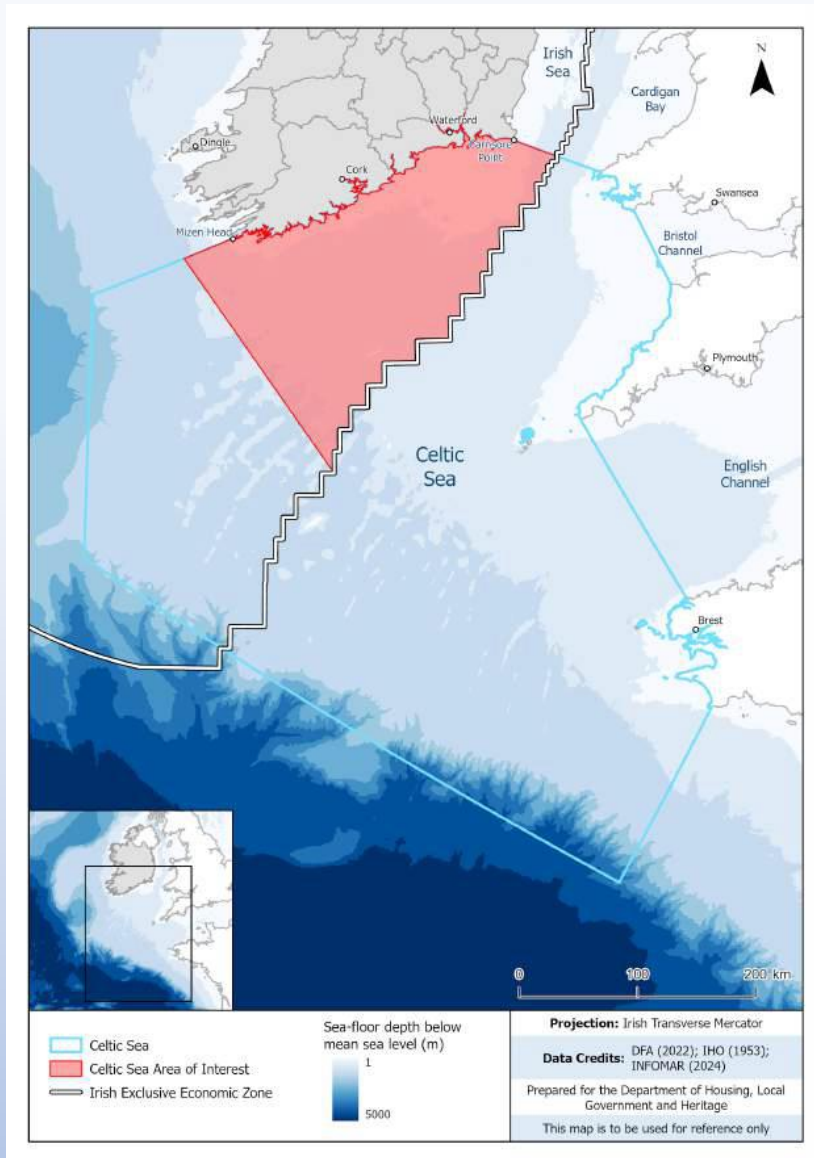 N
Irish
Sea
Cardigan
Bay
Waterford
Dingle
Carnsore
Point
Cork
Swansea
Mizen Head
Bristol
Channel
Plymouth
Celtic
Sea
English
Channel
Brest
0
100
200 km
Celtic Sea
Celtic Sea Area of Interest
Irish Exclusive Economic Zone
Sea-floor depth below
mean sea level (m)
1
5000
Projection: Irish Transverse Mercator
Data Credits: DFA (2022); IHO (1953);
INFOMAR (2024)
Prepared for the Department of Housing, Local
Government and Heritage
This map is to be used for reference only